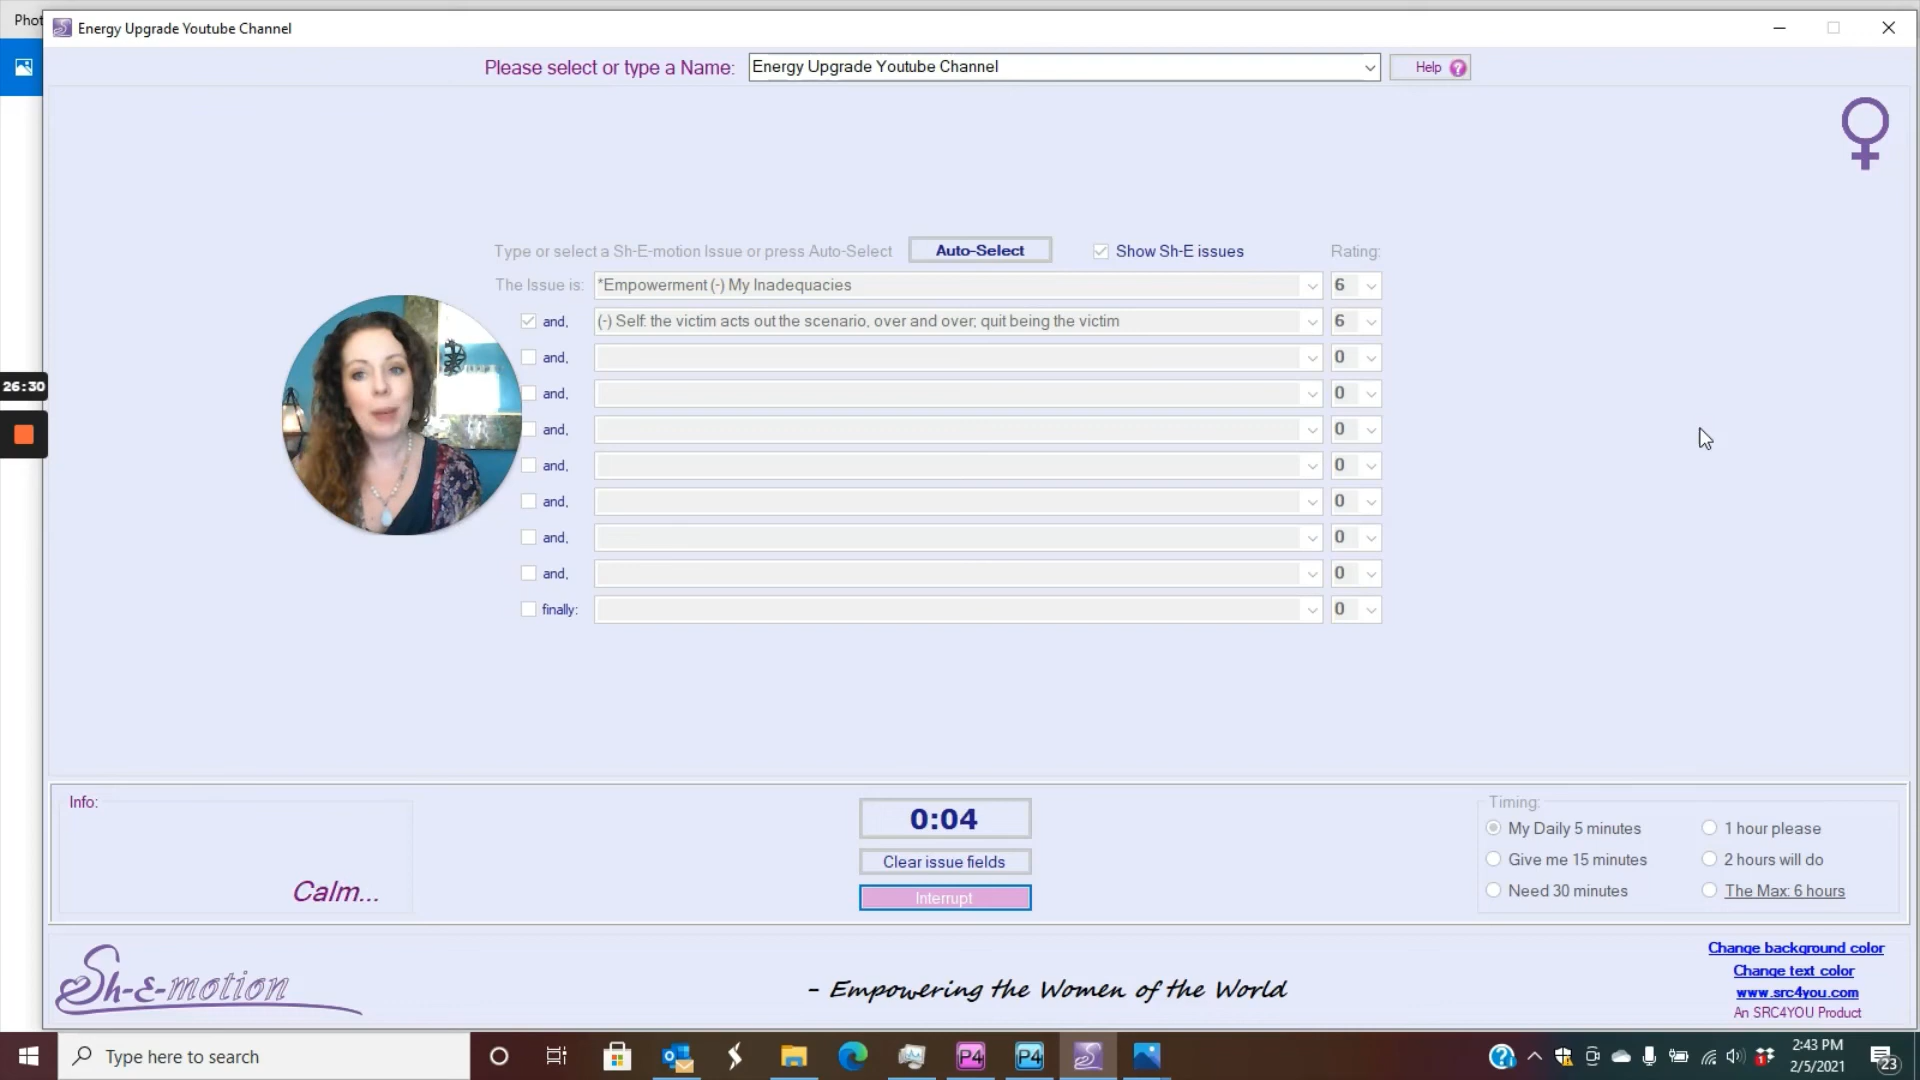 Phot
Energy Upgrade Youtube Channel
Please select or type a Name: Energy Upgrade Youtube Channel Help ?
Type or select a Sh-E-motion Issue or press Auto-Select Auto-Select Show Sh-E issues Rating:
The Issue is: *Empowerment (-) My Inadequacies 6
and, (-) Self: the victim acts out the scenario, over and over; quit being the victim 6
and, 0
26:30
and, 0
and, 0
and, 0
and, 0
and, 0
and, 0
finally: 0
Info:
Calm...
0:04
Clear issue fields
Interrupt
Timing:
My Daily 5 minutes 1 hour please
Give me 15 minutes 2 hours will do
Need 30 minutes The Max: 6 hours
Sh-E-motion
- Empowering the Women of the World
Change background color
Change text color
www.src4you.com
An SRC4YOU Product
Type here to search
P4
P4
1
2:43 PM
2/5/2021
23